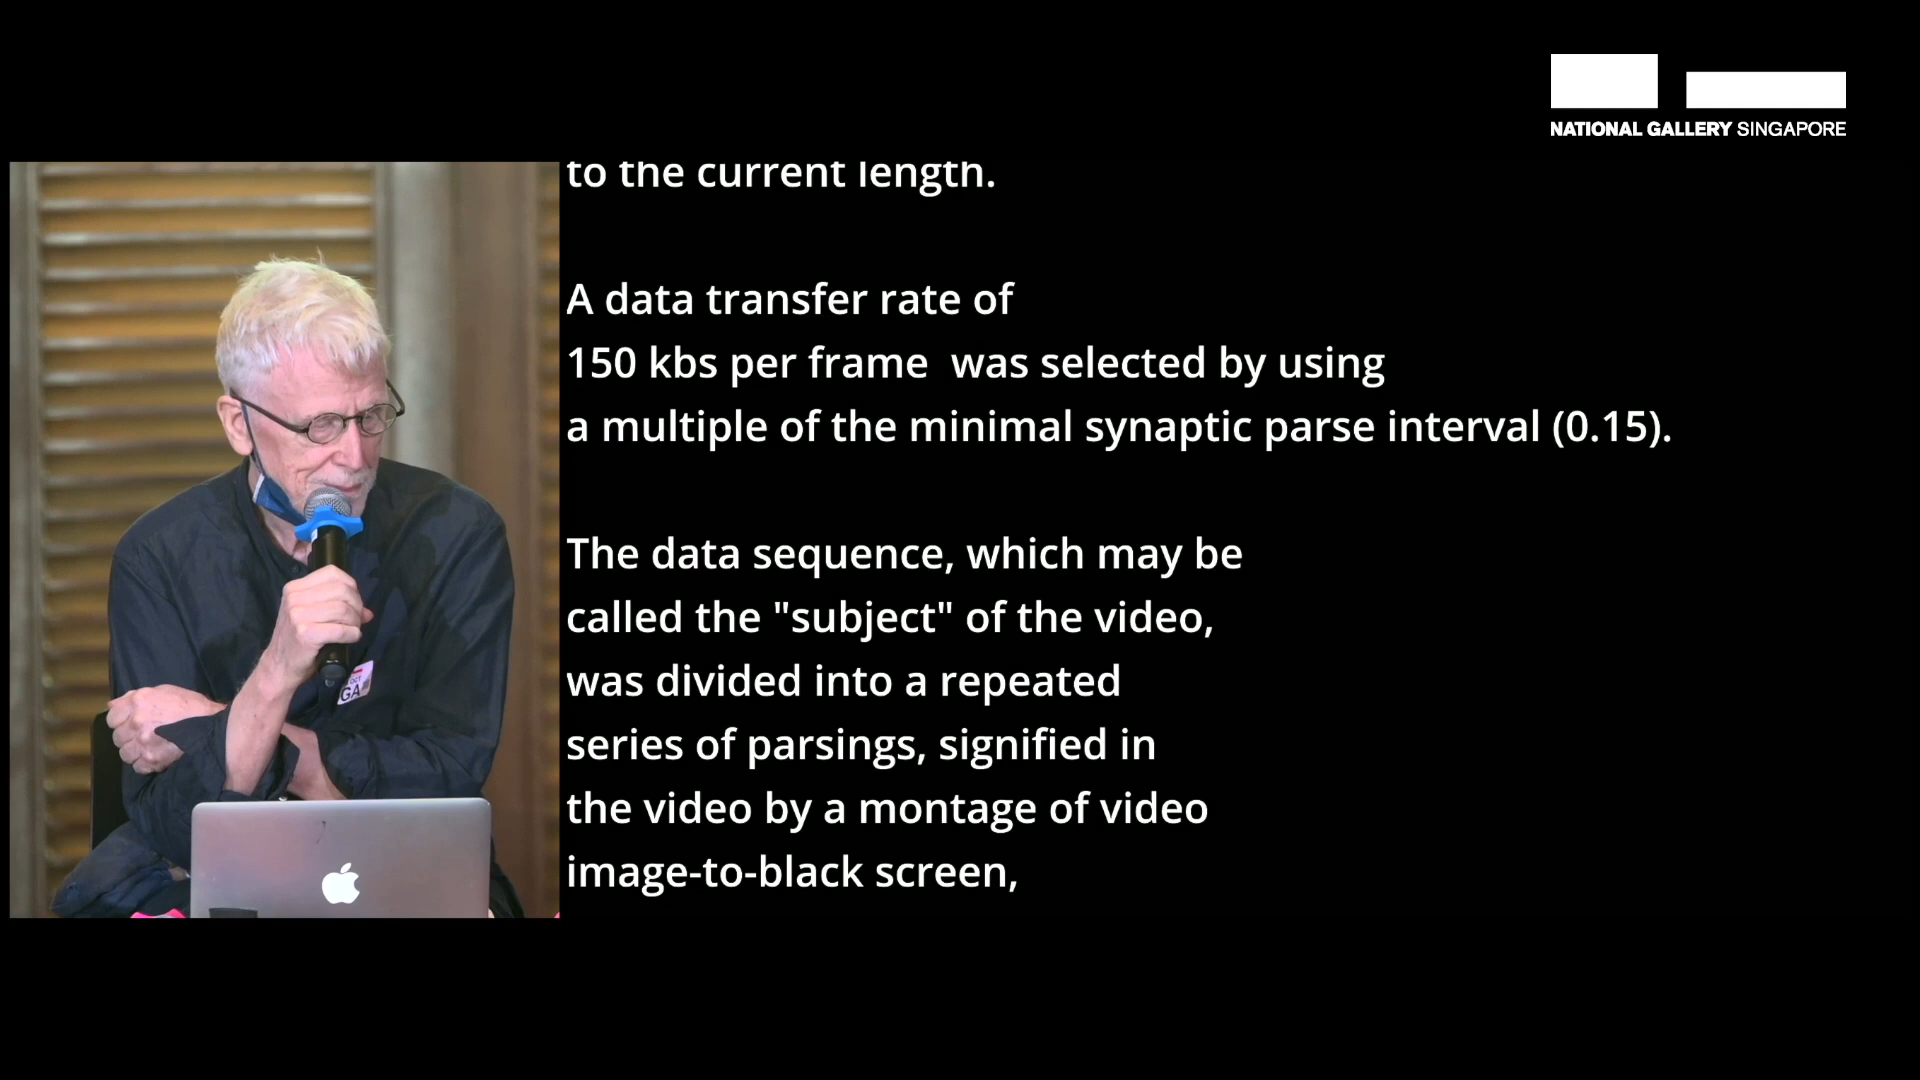 NATIONAL GALLERY SINGAPORE
to the current length.
A data transfer rate of
150 kbs per frame  was selected by using
a multiple of the minimal synaptic parse interval (0.15).
The data sequence, which may be
called the "subject" of the video,
was divided into a repeated
series of parsings, signified in
the video by a montage of video
image-to-black screen,
GA